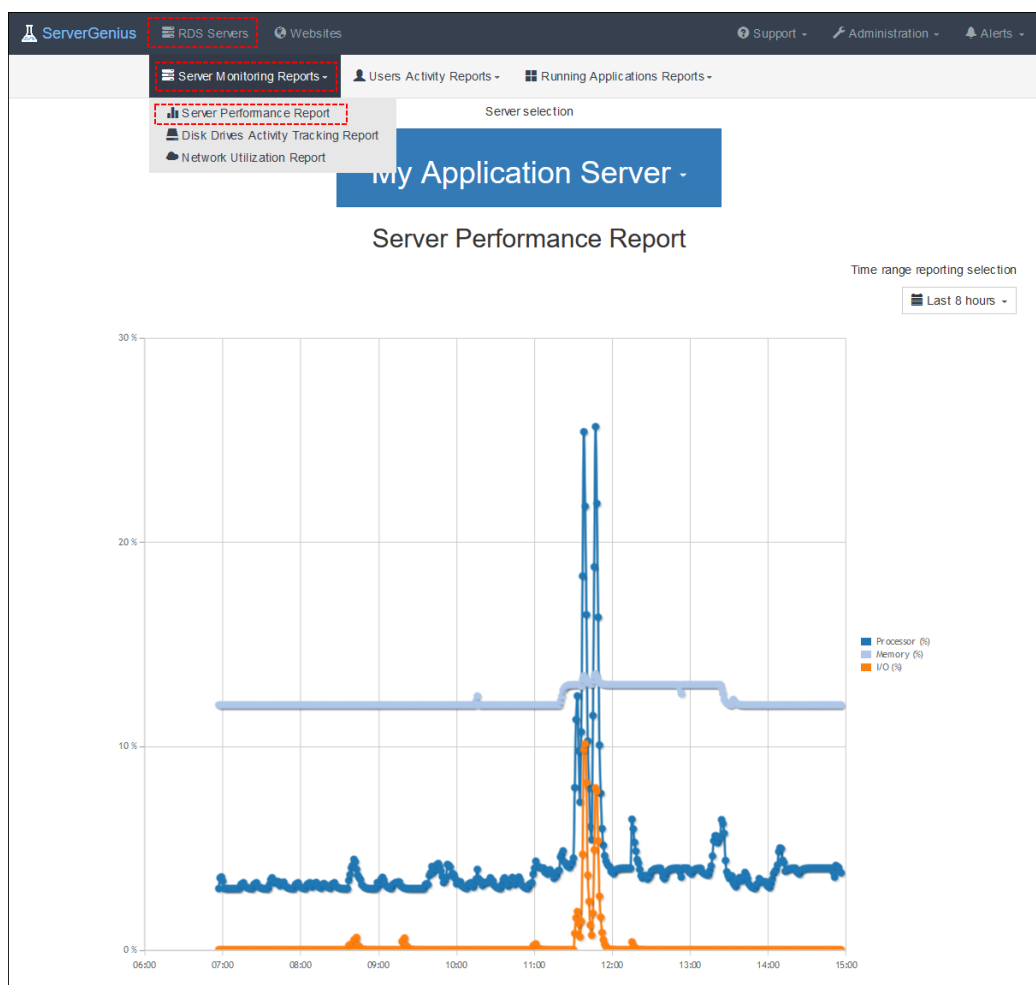 ServerGenius RDS Servers Websites Support Administration Alerts
Server Monitoring Reports Users Activity Reports Running Applications Reports
Server Performance Report
Disk Drives Activity Tracking Report
Network Utilization Report
Server selection
My Application Server
Server Performance Report
Time range reporting selection
Last 8 hours
30 %
20 %
10 %
0 %
Processor (%)
Memory (%)
I/O (%)
06:00 07:00 08:00 09:00 10:00 11:00 12:00 13:00 14:00 15:00